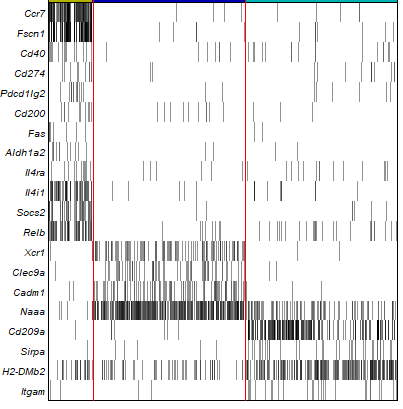 Ccr7
Fscn1
Cd40
Cd274
Pdcd1lg2
Cd200
Fas
Aldh1a2
Il4ra
Il4i1
Socs2
Relb
Xcr1
Clec9a
Cadm1
Naaa
Cd209a
Sirpa
H2-DMb2
Itgam